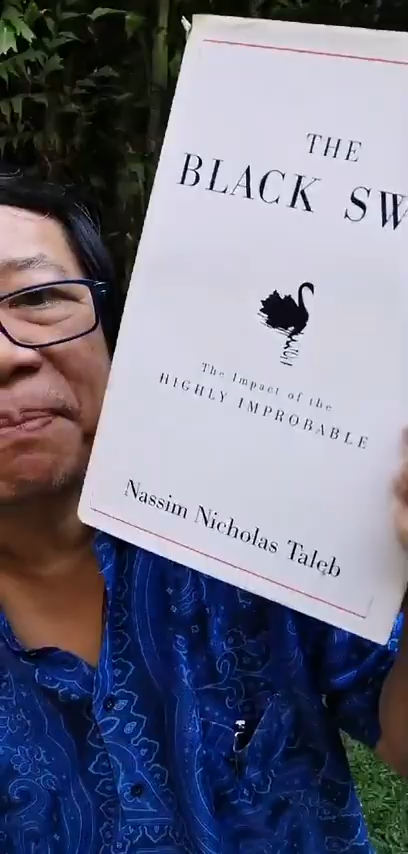 THE
BLACK SW
The Impact of the
HIGHLY IMPROBABLE
Nassim Nicholas Taleb